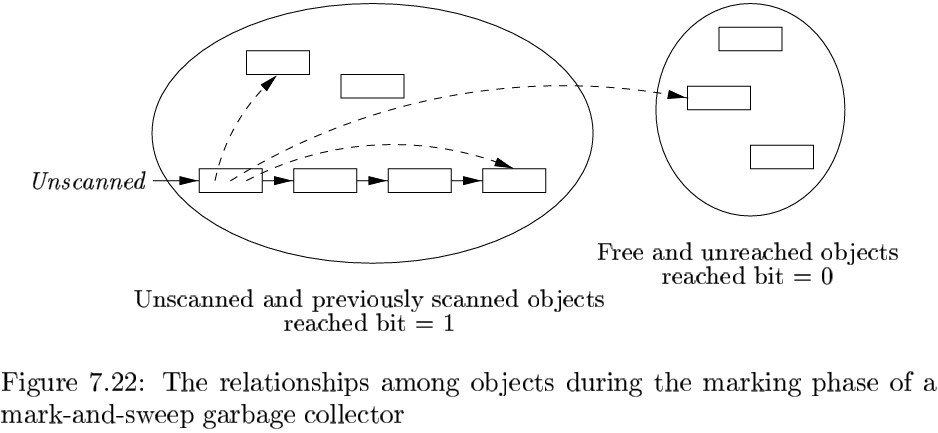 Unscanned
Free and unreached objects
reached bit = 0
Unscanned and previously scanned objects
reached bit = 1
Figure 7.22: The relationships among objects during the marking phase of a
mark-and-sweep garbage collector